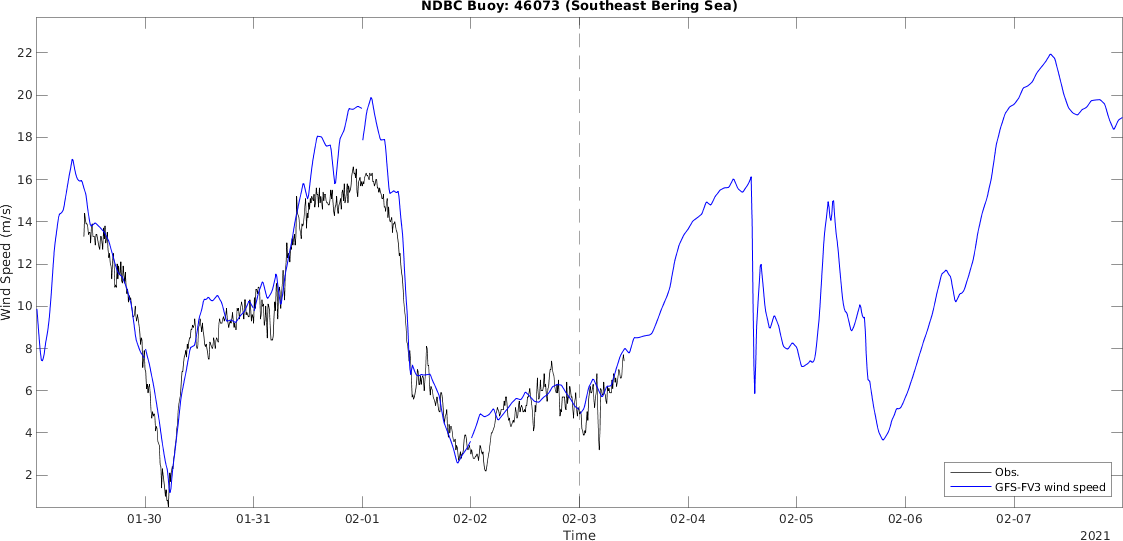 NDBC Buoy: 46073 (Southeast Bering Sea)
Wind Speed (m/s)
22
20
18
16
14
12
10
8
6
4
2
Obs.
GFS-FV3 wind speed
01-30 01-31 02-01 02-02 02-03 02-04 02-05 02-06 02-07
Time
2021